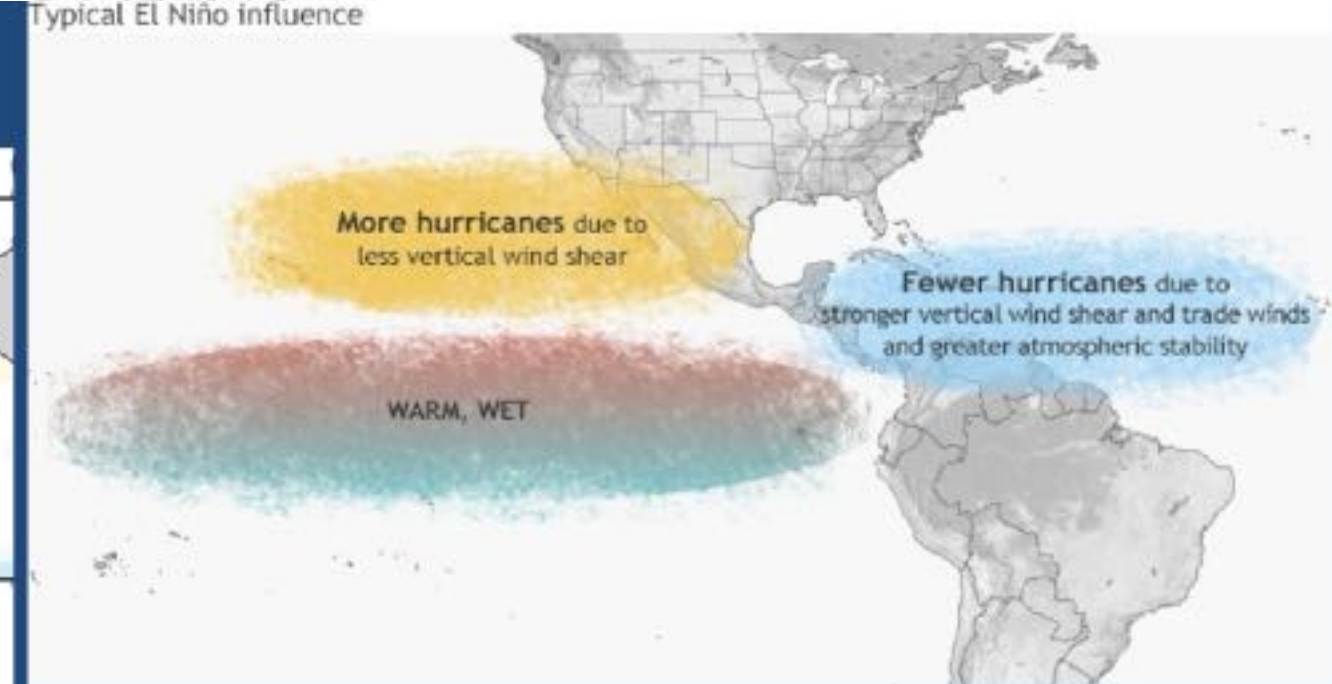 Typical El Niño influence
More hurricanes due to
less vertical wind shear
Fewer hurricanes due to
stronger vertical wind shear and trade winds
and greater atmospheric stability
WARM, WET